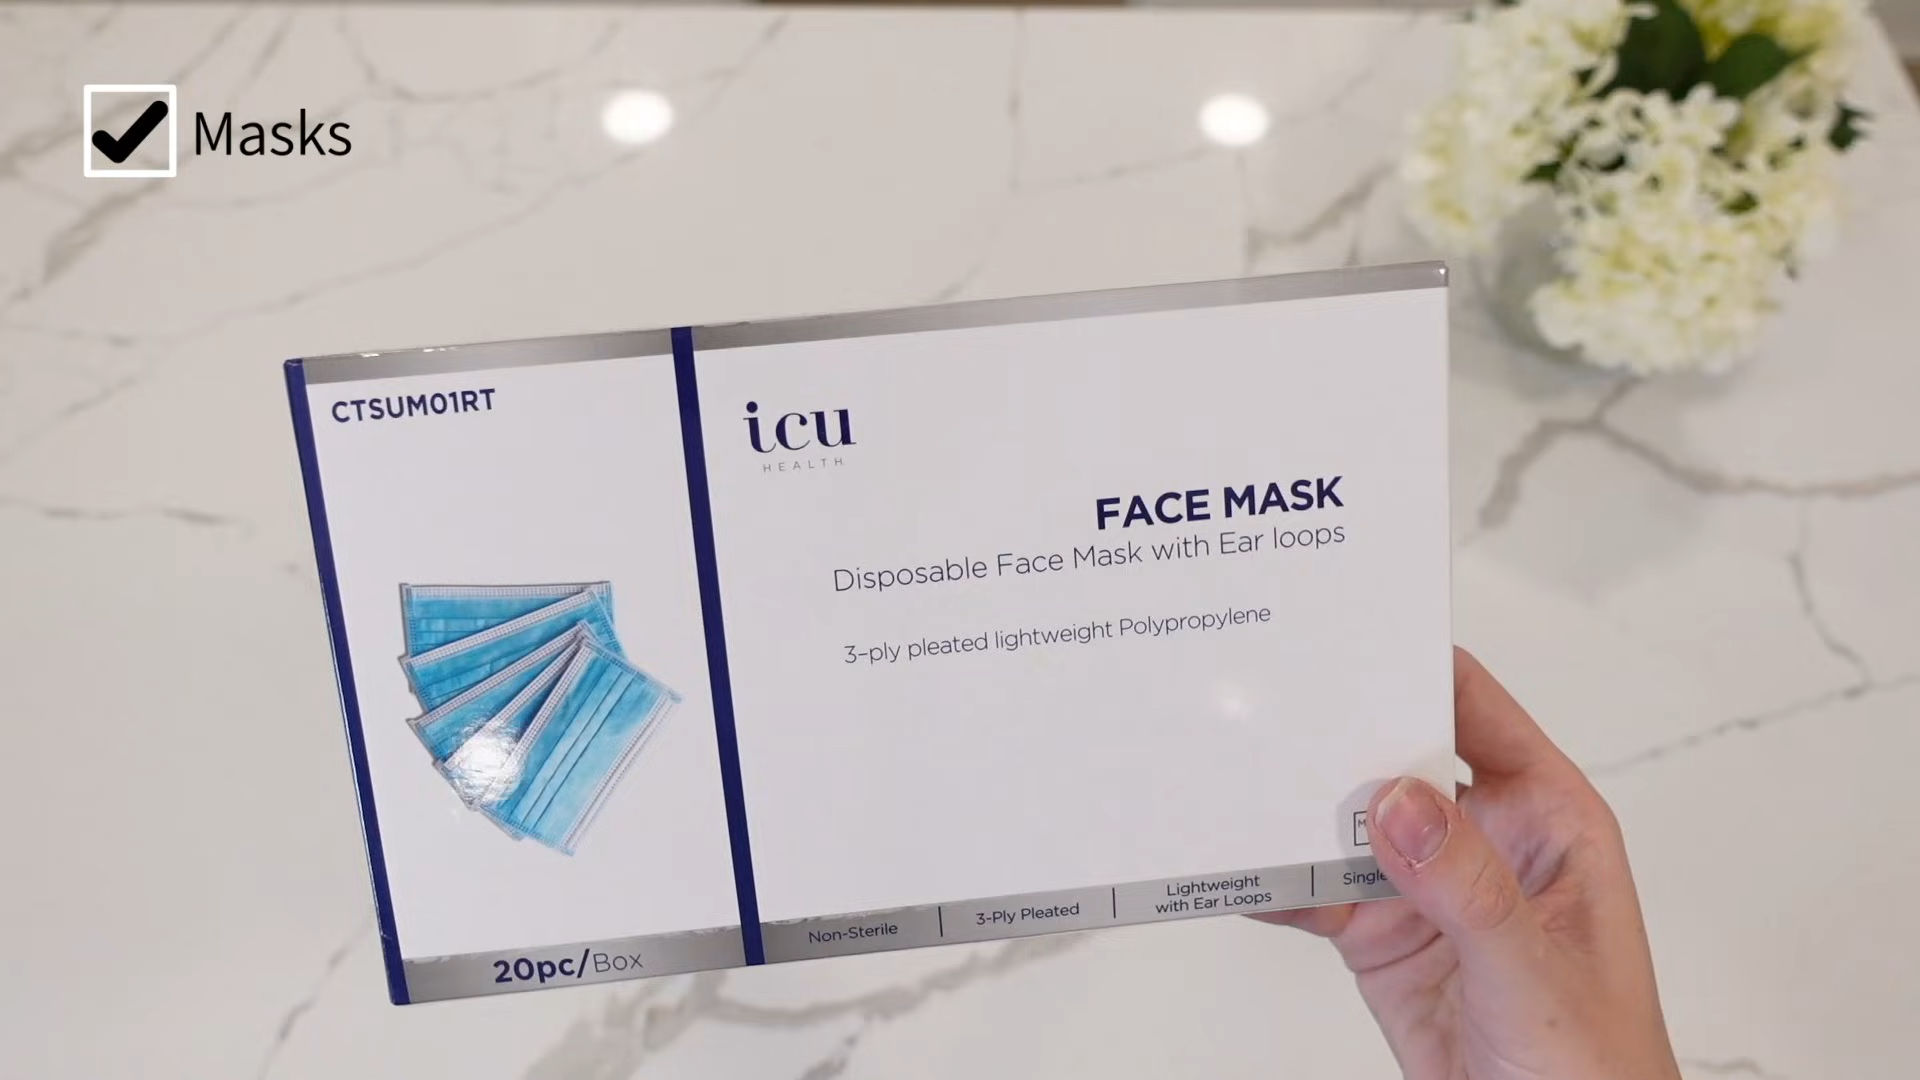 Masks
CTSUM01RT
icu
HEALTH
FACE MASK
Disposable Face Mask with Ear loops
3-ply pleated lightweight Polypropylene
20pc/Box
Non-Sterile
3-Ply Pleated
Lightweight
with Ear Loops
Single